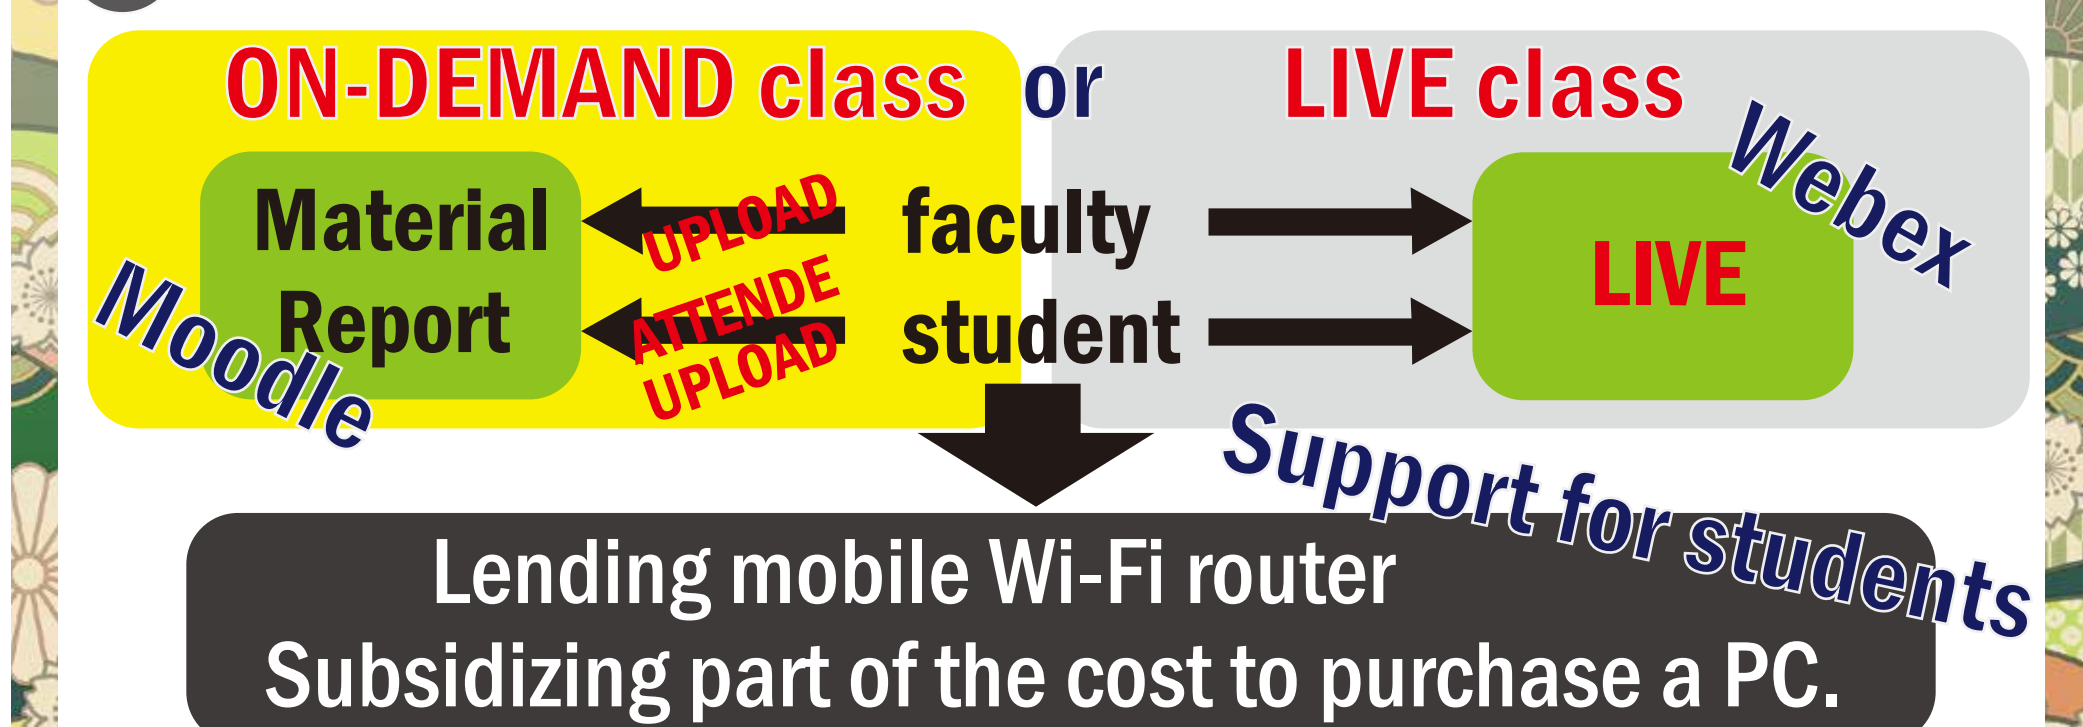 ON-DEMAND class or LIVE class
Webex
Material
Report
Moodle
UPLOAD
ATTENDE
UPLOAD
faculty
student
LIVE
Support for students
Lending mobile Wi-Fi router
Subsidizing part of the cost to purchase a PC.